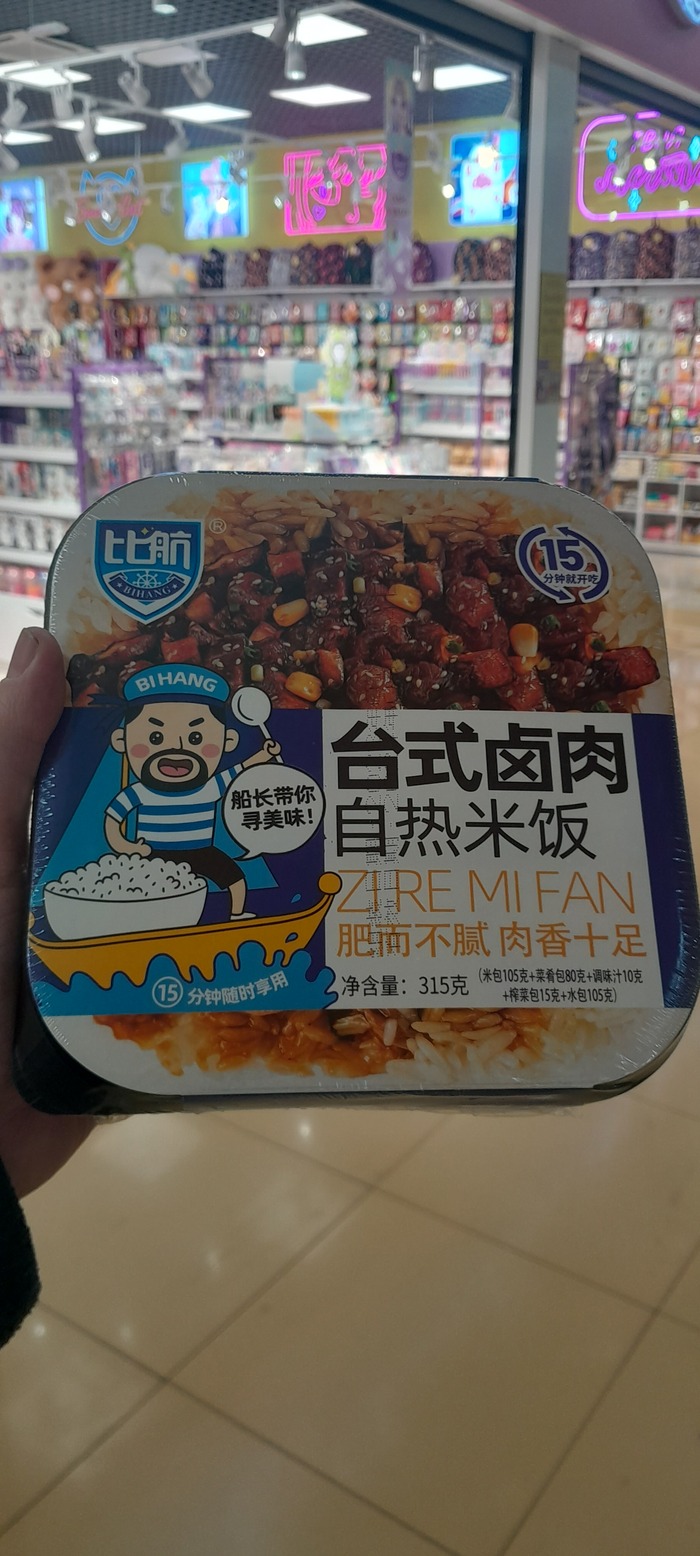 比航
®
BIHANG
15
分钟就开吃
BI HANG
船长带你
寻美味!
台式卤肉
自热米饭
ZI RE MI FAN
肥而不腻 肉香十足
净含量: 315克
(米包105克+菜肴包80克+调味汁10克
+榨菜包15克+水包105克)
15 分钟随时享用